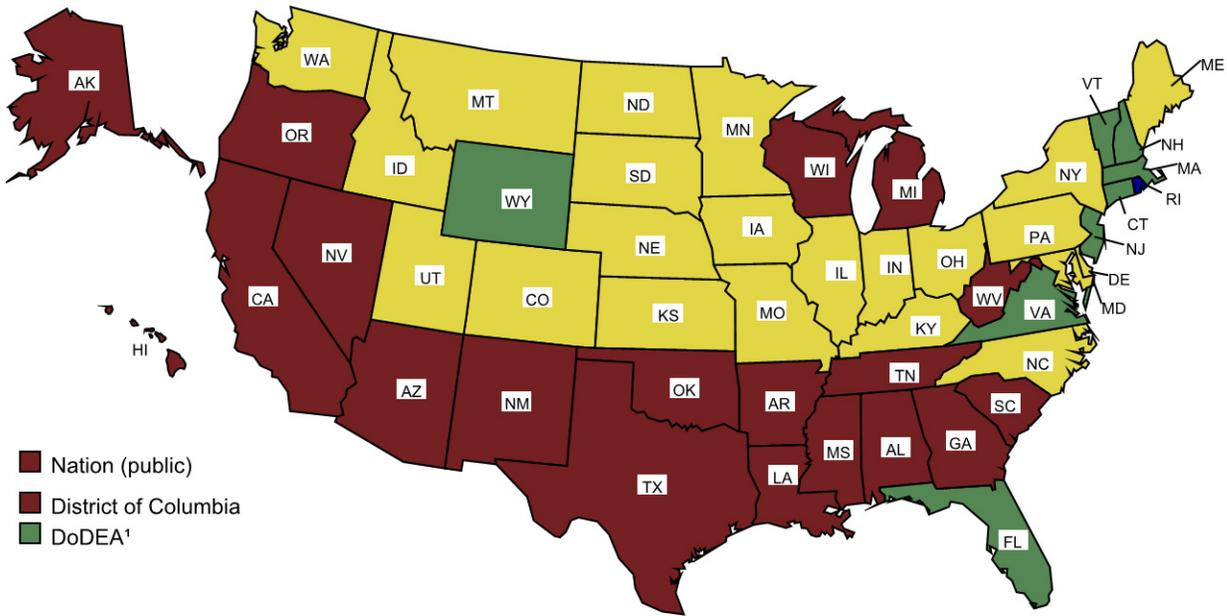 AK
WA
MT
ND
MN
ME
VT
OR
ID
WY
SD
WI
MI
NY
NH
MA
RI
CT
NJ
NV
UT
CO
NE
IA
IL
IN
OH
PA
DE
MD
CA
KS
MO
KY
WV
VA
HI
AZ
NM
OK
AR
TN
NC
SC
TX
LA
MS
AL
GA
FL
Nation (public)
District of Columbia
DoDEA¹